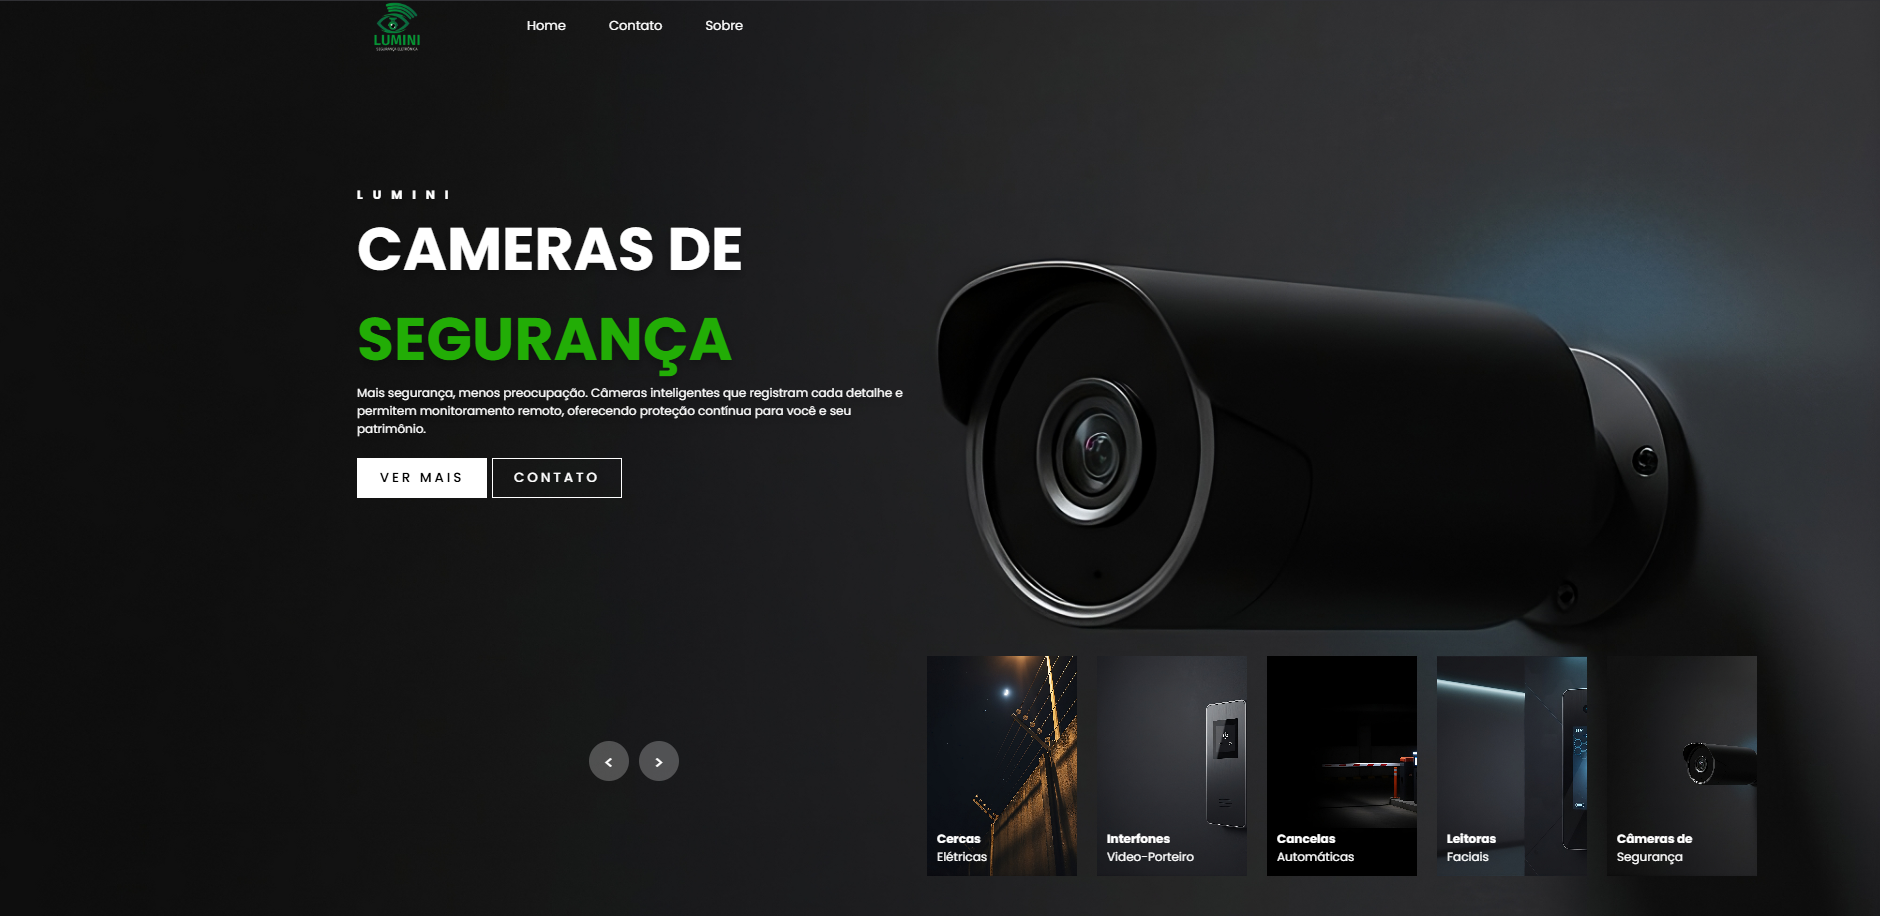 LUMINI
SEGURANÇA ELETRÔNICA
Home
Contato
Sobre
LUMINI
CAMERAS DE
SEGURANÇA
Mais segurança, menos preocupação. Câmeras inteligentes que registram cada detalhe e
permitem monitoramento remoto, oferecendo proteção contínua para você e seu
patrimônio.
VER MAIS
CONTATO
<
>
Cercas
Elétricas
Interfones
Video-Porteiro
Cancelas
Automáticas
Leitoras
Faciais
Câmeras de
Segurança